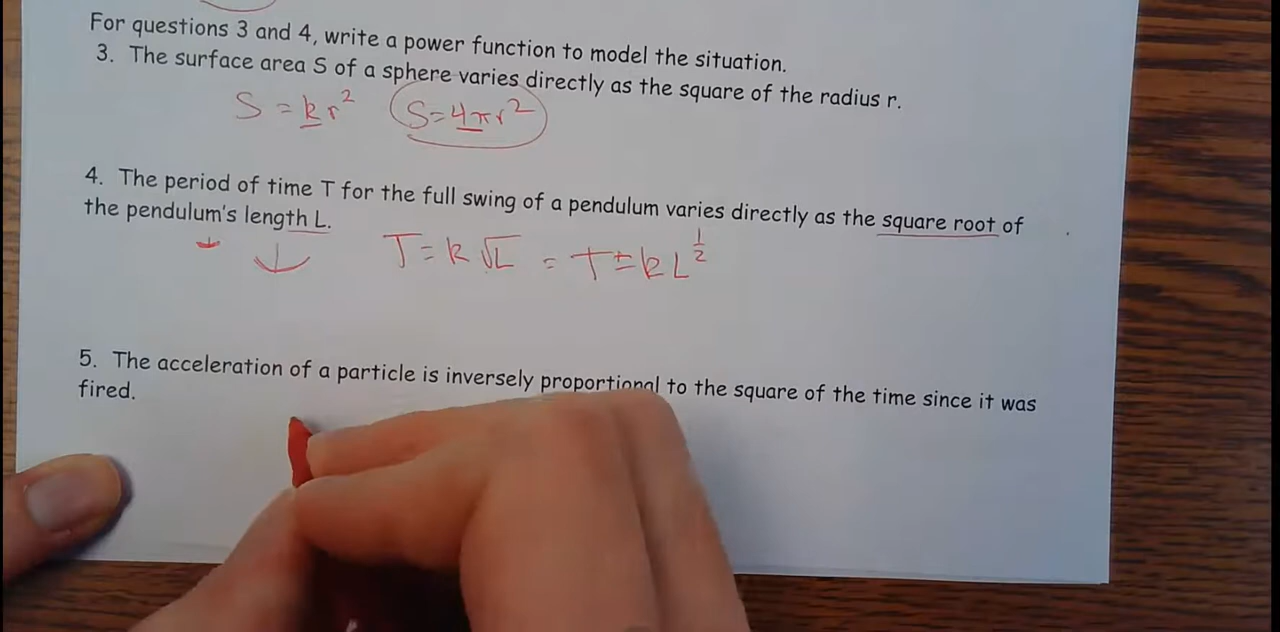 For questions 3 and 4, write a power function to model the situation.
3. The surface area S of a sphere varies directly as the square of the radius r.
S = kr² S=4πr²
4. The period of time T for the full swing of a pendulum varies directly as the square root of
the pendulum's length L.
T=k√L = T=kL^½
5. The acceleration of a particle is inversely proportional to the square of the time since it was
fired.